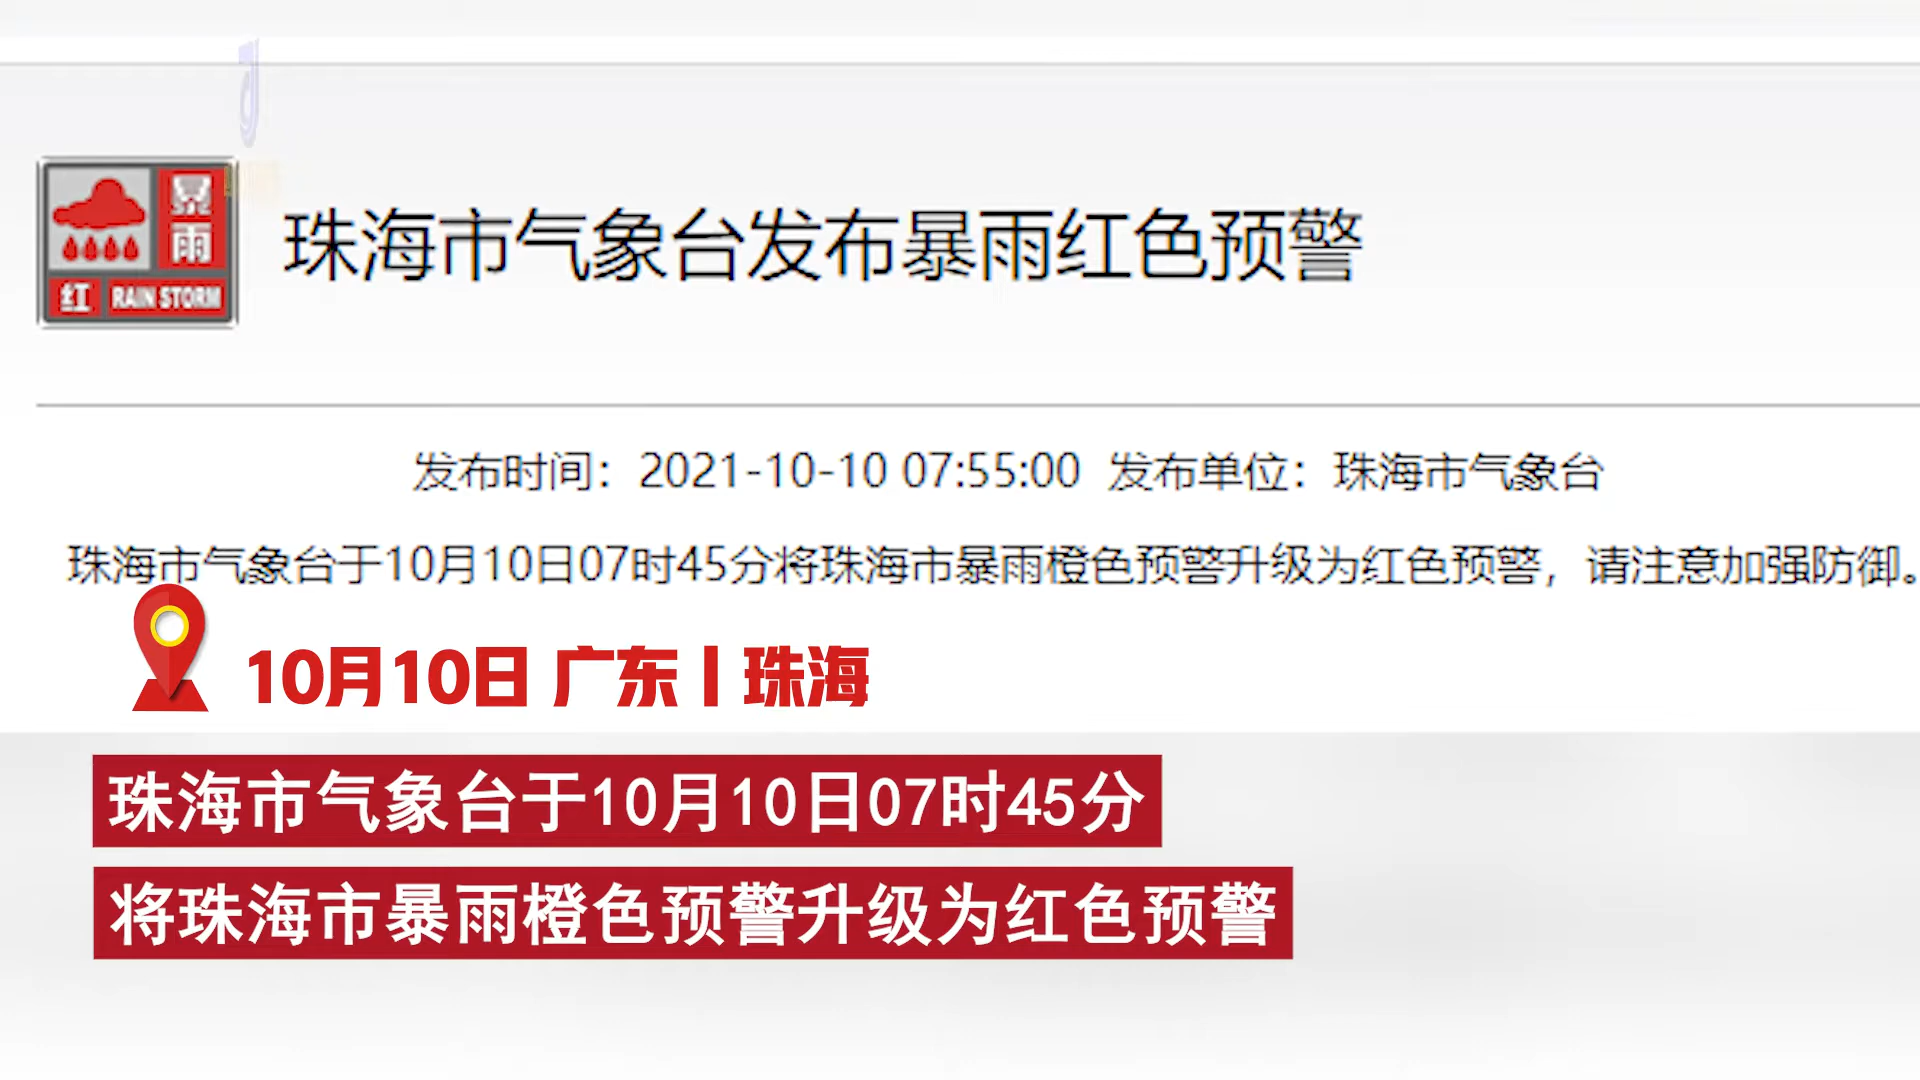 暴雨
红 RAIN STORM
珠海市气象台发布暴雨红色预警
发布时间：2021-10-10 07:55:00 发布单位：珠海市气象台
珠海市气象台于10月10日07时45分将珠海市暴雨橙色预警升级为红色预警，请注意加强防御。
10月10日 广东丨珠海
珠海市气象台于10月10日07时45分
将珠海市暴雨橙色预警升级为红色预警